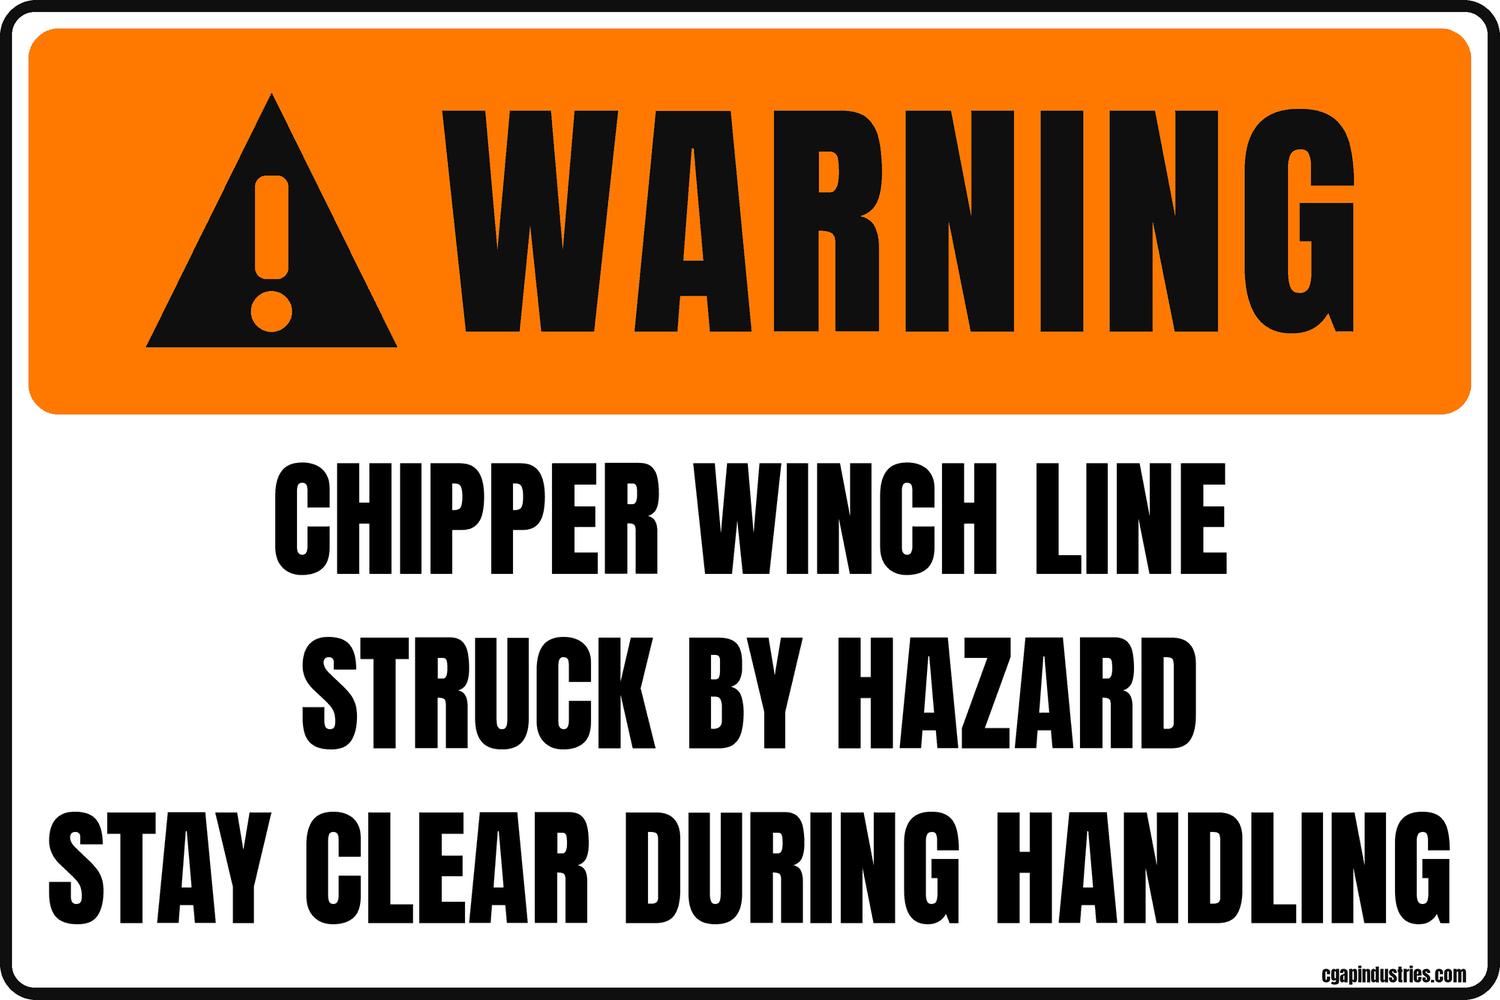 WARNING
CHIPPER WINCH LINE
STRUCK BY HAZARD
STAY CLEAR DURING HANDLING
cgapindustries.com